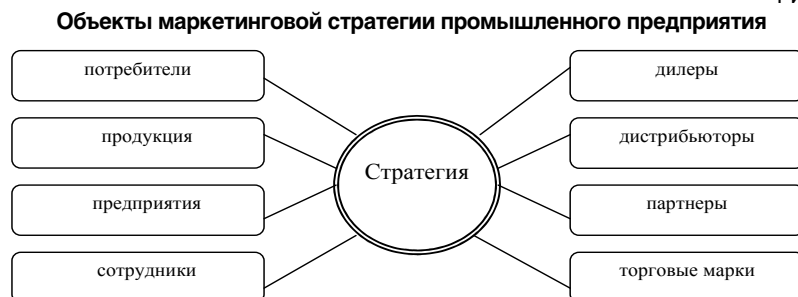 Объекты маркетинговой стратегии промышленного предприятия
потребители
дилеры
продукция
дистрибьюторы
Стратегия
предприятия
партнеры
сотрудники
торговые марки